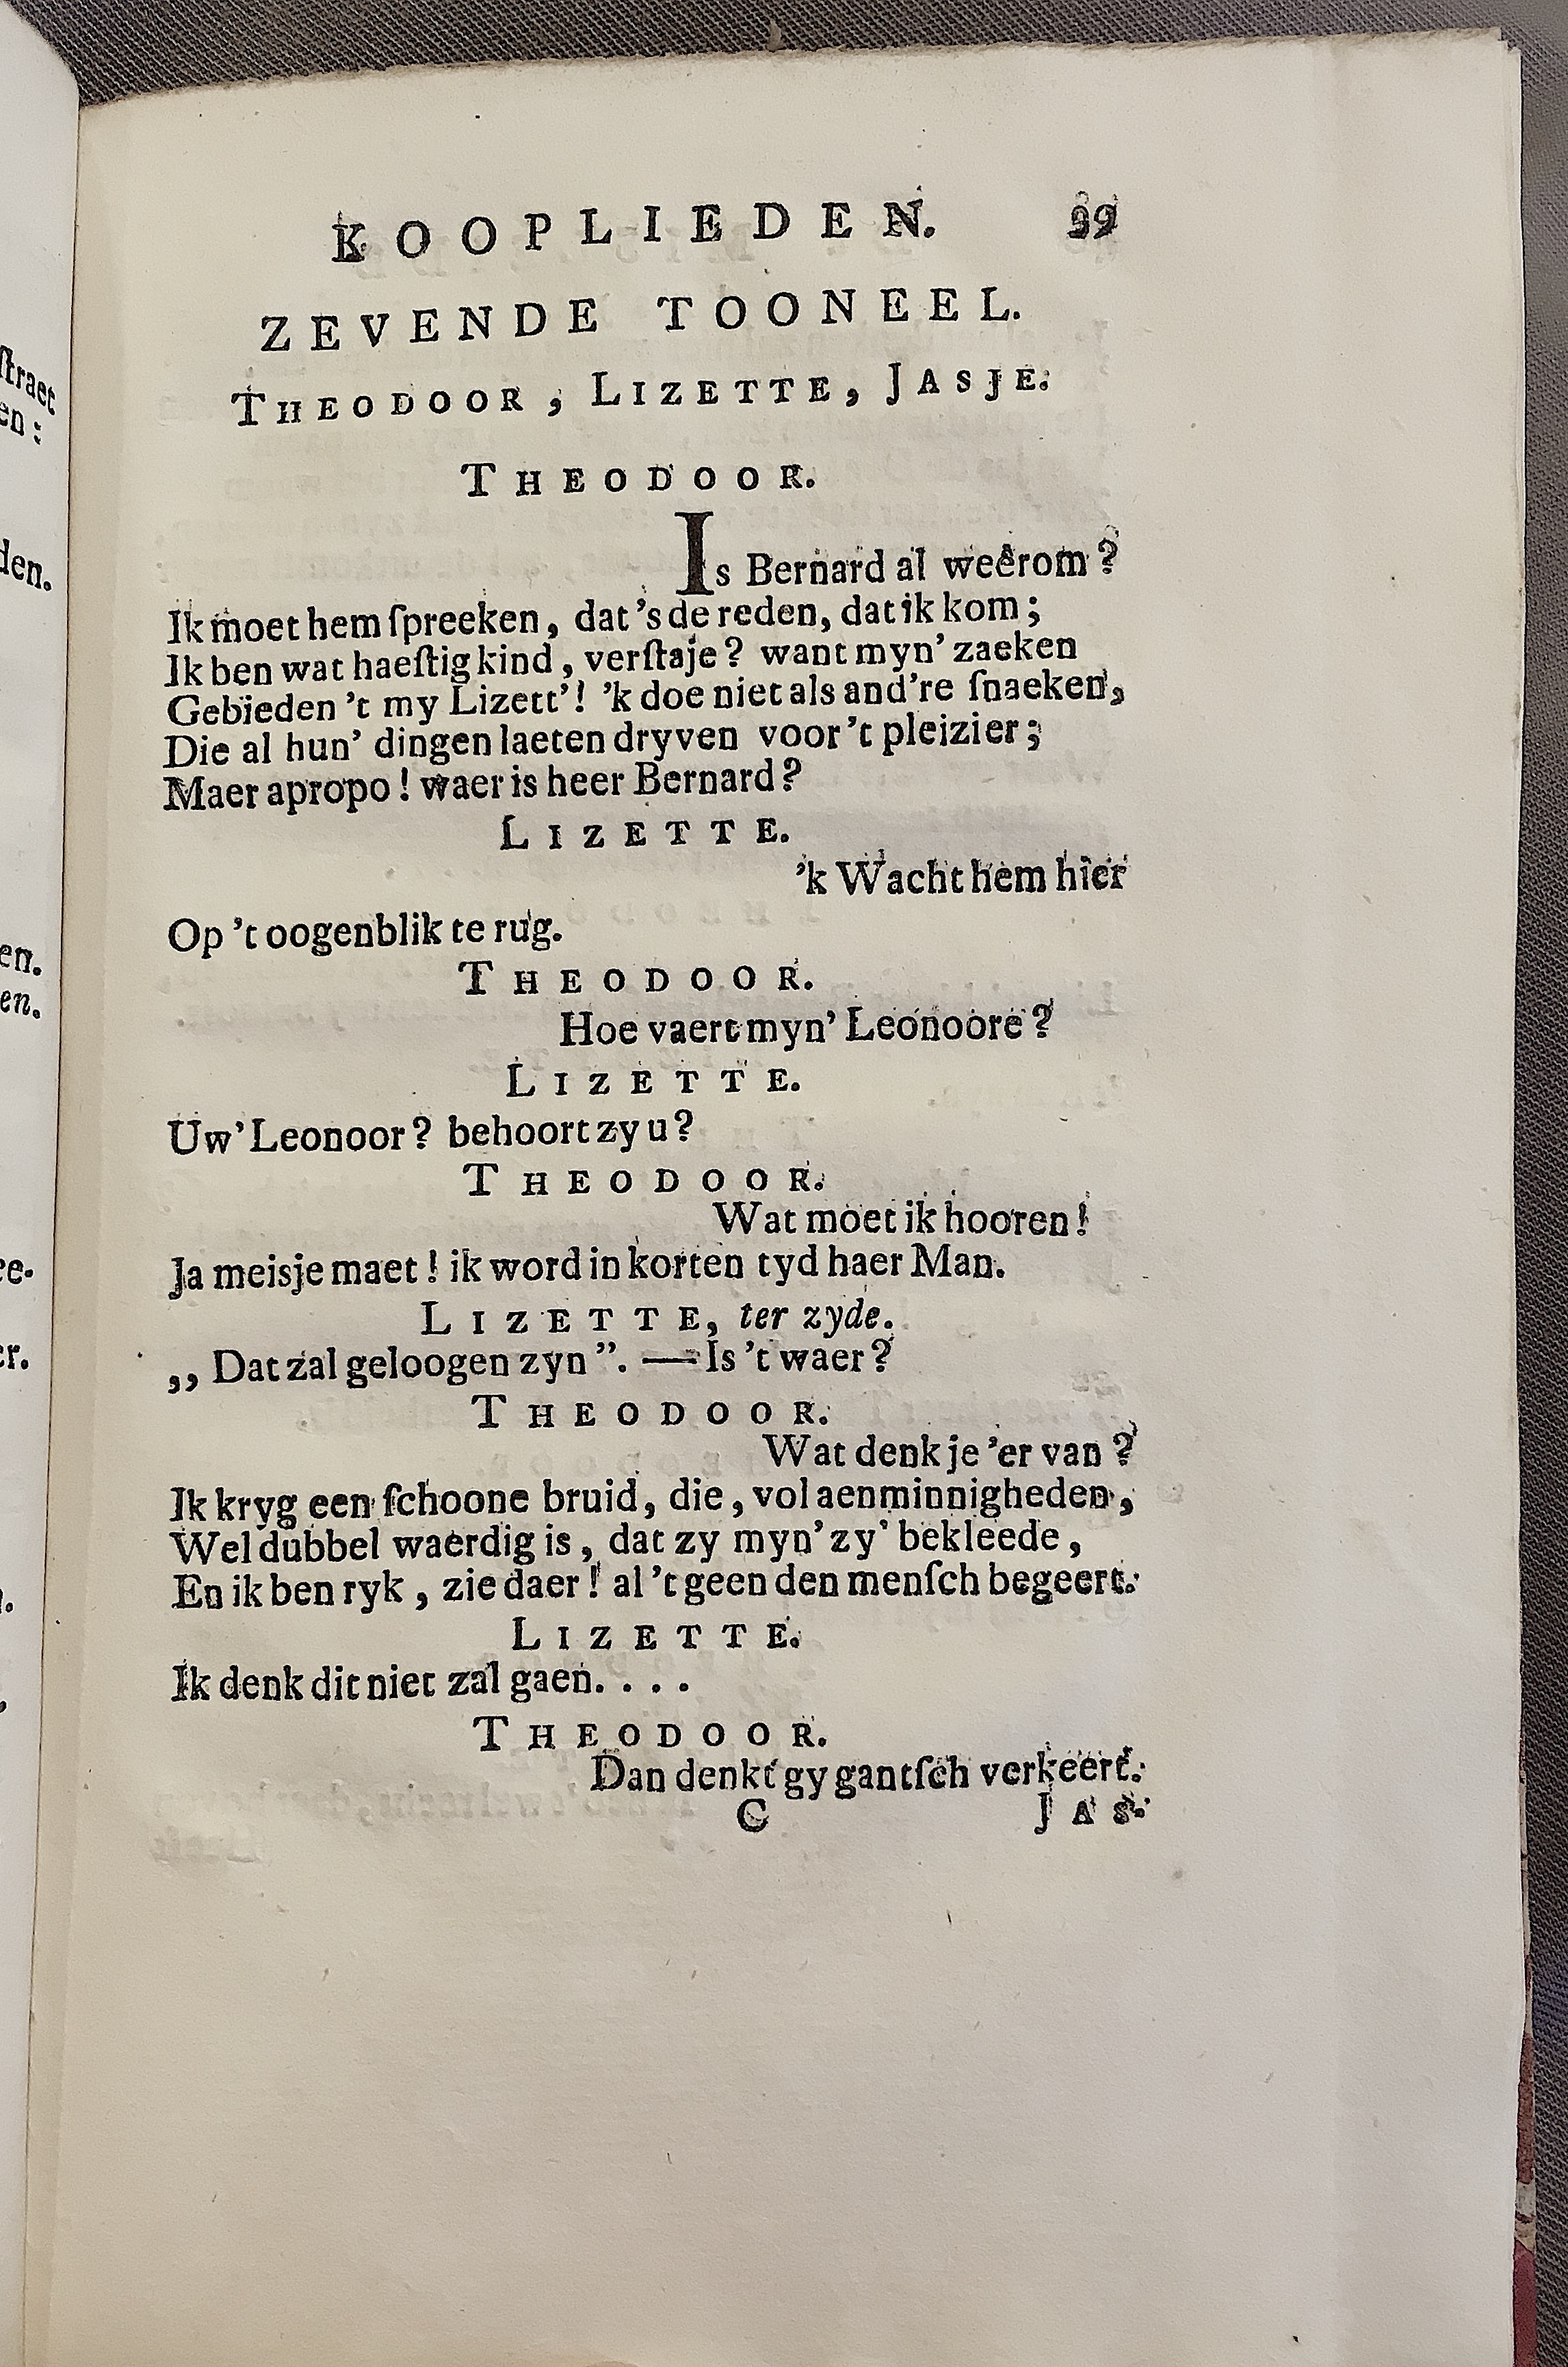 ſtraet
en:
den.
en.
en.
ce-
er.
KOOPLIEDEN.
ZEVENDE TOONEEL.
THEODOOR, LIZETTE, JASJE.
THEODOOR.
Is Bernard al weêrom?
Ik moet hem ſpreeken, dat 's de reden, dat ik kom;
Ik ben wat haeſtig kind, verſtaje? want myn' zaeken
Gebieden 't my Lizett'! 'k doe niet als and're ſnaeken,
Die al hun' dingen laeten dryven voor 't pleizier;
Maer apropo! waer is heer Bernard?
LIZETTE.
'k Wacht hem hier
Op 't oogenblik te rug.
THEODOOR.
Hoe vaert myn' Leonoore?
LIZETTE.
Uw' Leonoor? behoort zy u?
THEODOOR.
Wat moet ik hooren!
Ja meisje maet! ik word in korten tyd haer Man.
LIZETTE, ter zyde.
,, Dat zal geloogen zyn ”. — Is 't waer?
THEODOOR.
Wat denk je 'er van?
Ik kryg een ſchoone bruid, die, vol aenminnigheden,
Wel dubbel waerdig is, dat zy myn' zy' bekleede,
En ik ben ryk, zie daer! al 't geen den menſch begeert.
LIZETTE.
Ik denk dit niet zal gaen. . . .
THEODOOR.
Dan denkt gy gantſch verkeert.
C JAS-